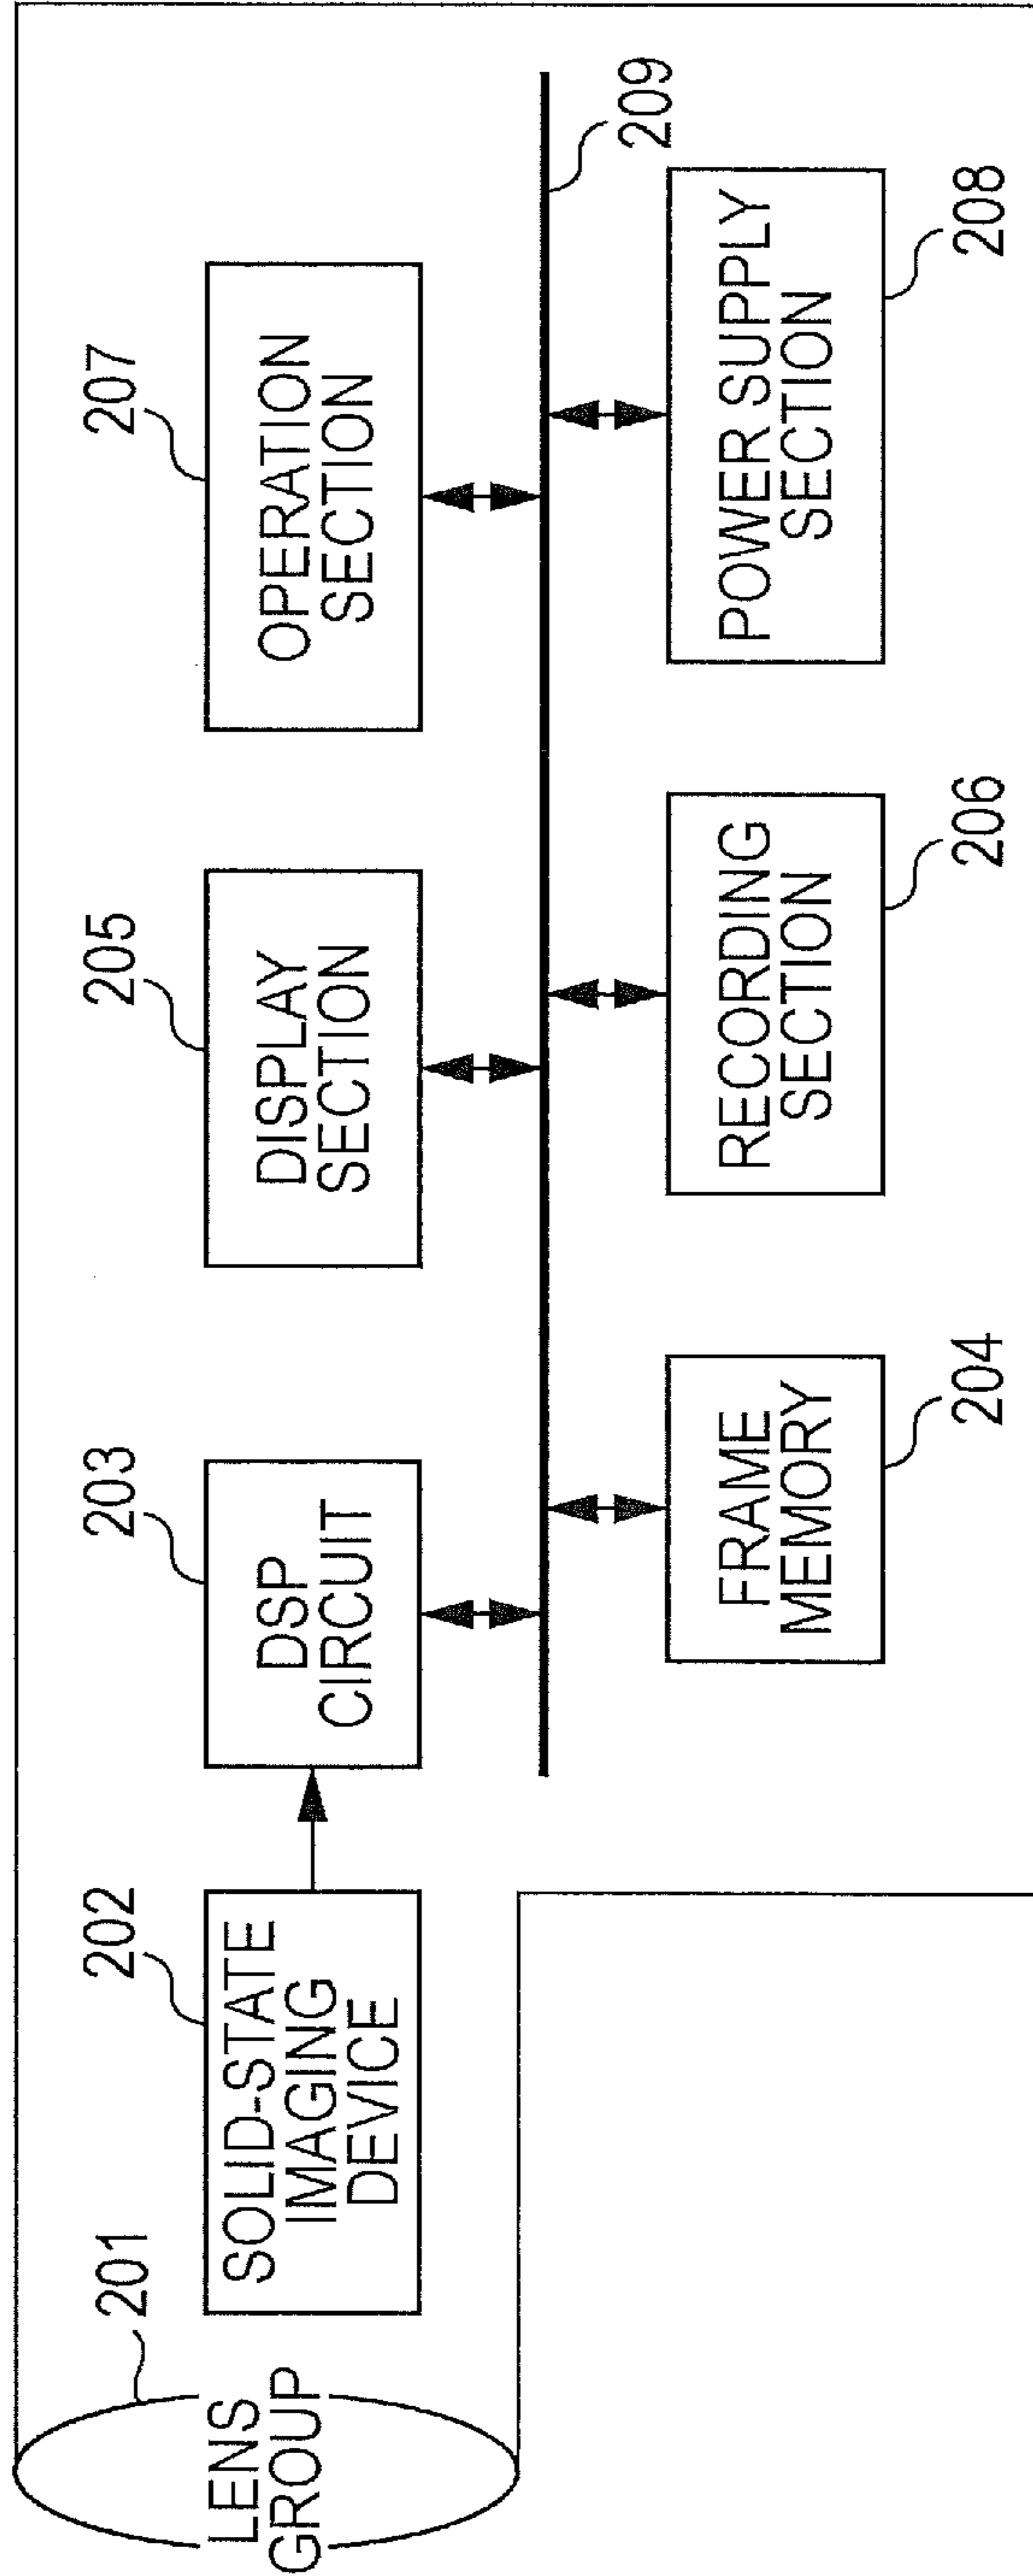 201
LENS
GROUP
202
SOLID-STATE
IMAGING
DEVICE
203
DSP
CIRCUIT
205
DISPLAY
SECTION
207
OPERATION
SECTION
209
FRAME
MEMORY
204
RECORDING
SECTION
206
POWER SUPPLY
SECTION
208